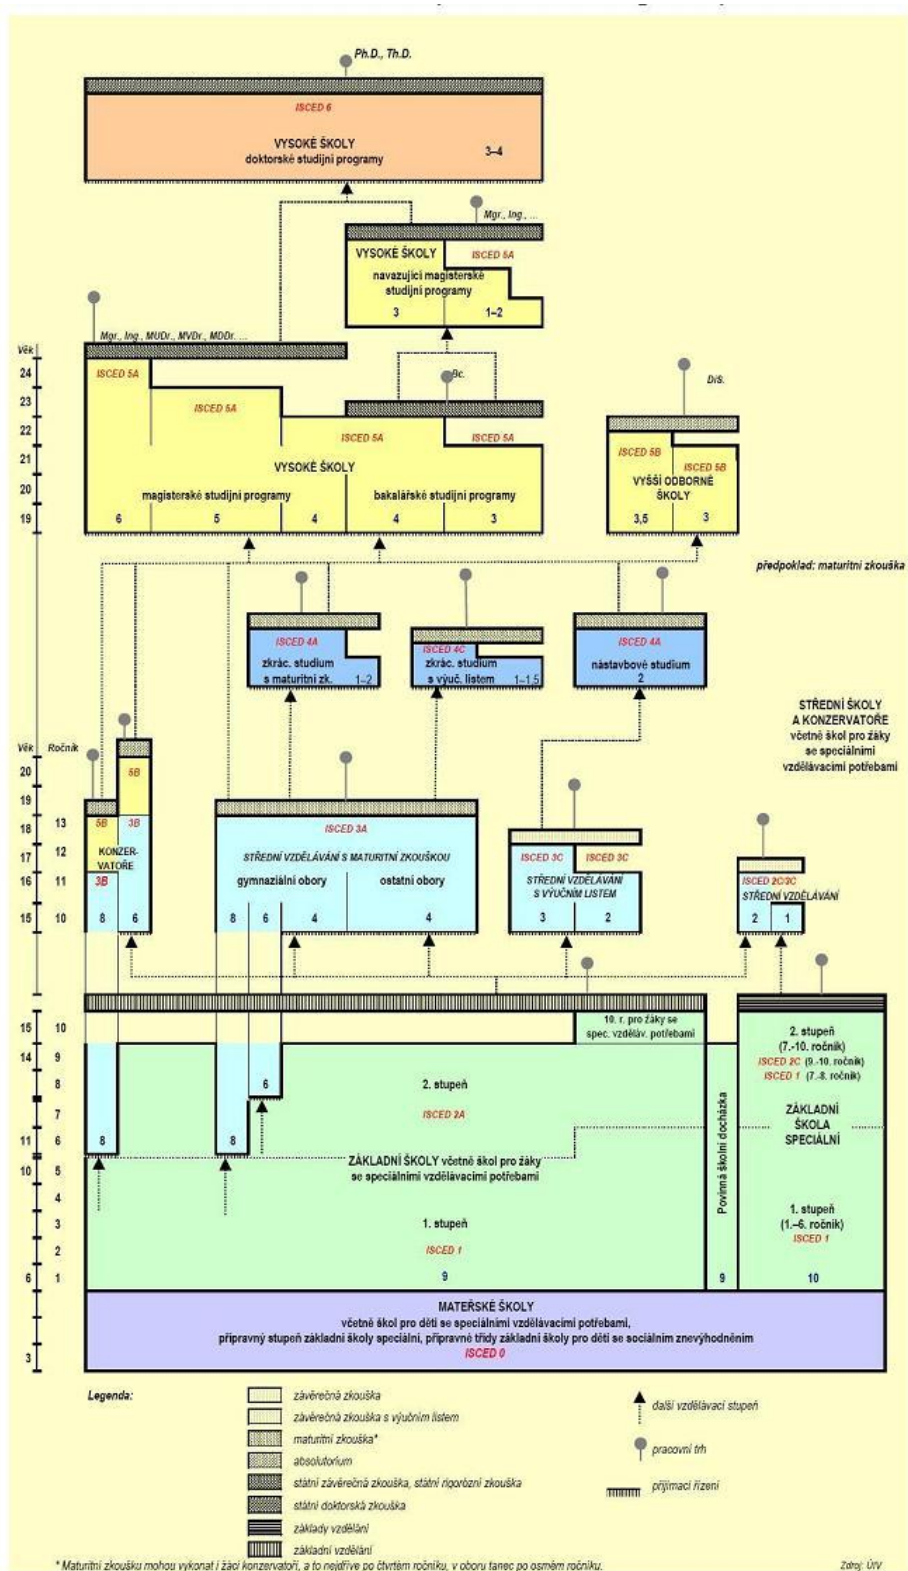 Ph.D., Th.D.
ISCED 6
VYSOKÉ ŠKOLY
doktorské studijní programy
3–4
Mgr., Ing., ...
VYSOKÉ ŠKOLY
ISCED 5A
navazující magisterské
studijní programy
3
1–2
Mgr., Ing., MUDr., MVDr., MDDr. ...
Věk
24
23
22
21
20
19
ISCED 5A
ISCED 5A
ISCED 5A
Bc.
ISCED 5A
VYSOKÉ ŠKOLY
magisterské studijní programy
bakalářské studijní programy
6
5
4
4
3
DiS.
ISCED 5B
ISCED 5B
VYŠŠÍ ODBORNÉ
ŠKOLY
3,5
3
předpoklad: maturitní zkouška
ISCED 4A
zkrác. studium
s maturitní zk.
1–2
ISCED 4C
zkrác. studium
s výuč. listem
1–1,5
ISCED 4A
nástavbové studium
2
STŘEDNÍ ŠKOLY
A KONZERVATOŘE
včetně škol pro žáky
se speciálními
vzdělávacími potřebami
Věk
Ročník
20
19
18
13
17
12
16
11
15
10
5B
5B
3B
KONZER-
VATOŘE
3B
8
6
ISCED 3A
STŘEDNÍ VZDĚLÁVÁNÍ S MATURITNÍ ZKOUŠKOU
gymnaziální obory
ostatní obory
8
6
4
4
ISCED 3C
ISCED 3C
STŘEDNÍ VZDĚLÁVÁNÍ
S VÝUČNÍM LISTEM
3
2
ISCED 2C/3C
STŘEDNÍ VZDĚLÁVÁNÍ
2
1
15
10
14
9
8
7
11
6
10
5
4
3
2
6
1
3
10. r. pro žáky se
spec. vzděláv. potřebami
6
2. stupeň
ISCED 2A
8
8
ZÁKLADNÍ ŠKOLY včetně škol pro žáky
se speciálními vzdělávacími potřebami
1. stupeň
ISCED 1
9
Povinná školní docházka
9
2. stupeň
(7.-10. ročník)
ISCED 2C (9.-10. ročník)
ISCED 1 (7.-8. ročník)
ZÁKLADNÍ
ŠKOLA
SPECIÁLNÍ
1. stupeň
(1.–6. ročník)
ISCED 1
10
MATEŘSKÉ ŠKOLY
včetně škol pro děti se speciálními vzdělávacími potřebami,
přípravný stupeň základní školy speciální, přípravné třídy základní školy pro děti se sociálním znevýhodněním
ISCED 0
Legenda:
závěrečná zkouška
závěrečná zkouška s výučním listem
maturitní zkouška*
absolutorium
státní závěrečná zkouška, státní rigorózní zkouška
státní doktorská zkouška
základy vzdělání
základní vzdělání
další vzdělávací stupeň
pracovní trh
přijímací řízení
* Maturitní zkoušku mohou vykonat i žáci konzervatoří, a to nejdříve po čtvrtém ročníku, v oboru tanec po osmém ročníku.
Zdroj: ÚIV